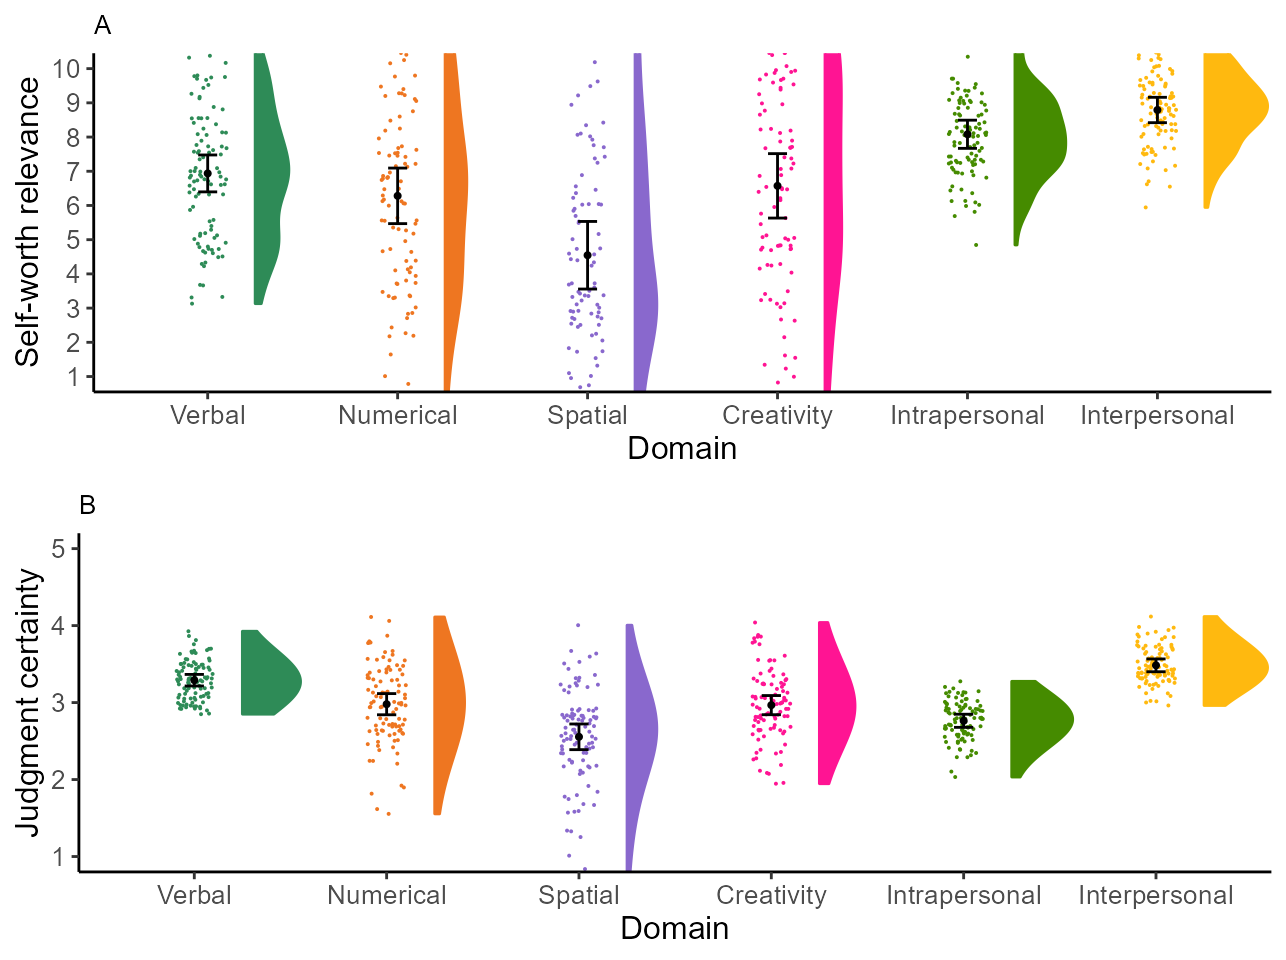 A
Self-worth relevance
10
9
8
7
6
5
4
3
2
1
Verbal Numerical Spatial Creativity Intrapersonal Interpersonal
Domain
B
Judgment certainty
5
4
3
2
1
Verbal Numerical Spatial Creativity Intrapersonal Interpersonal
Domain